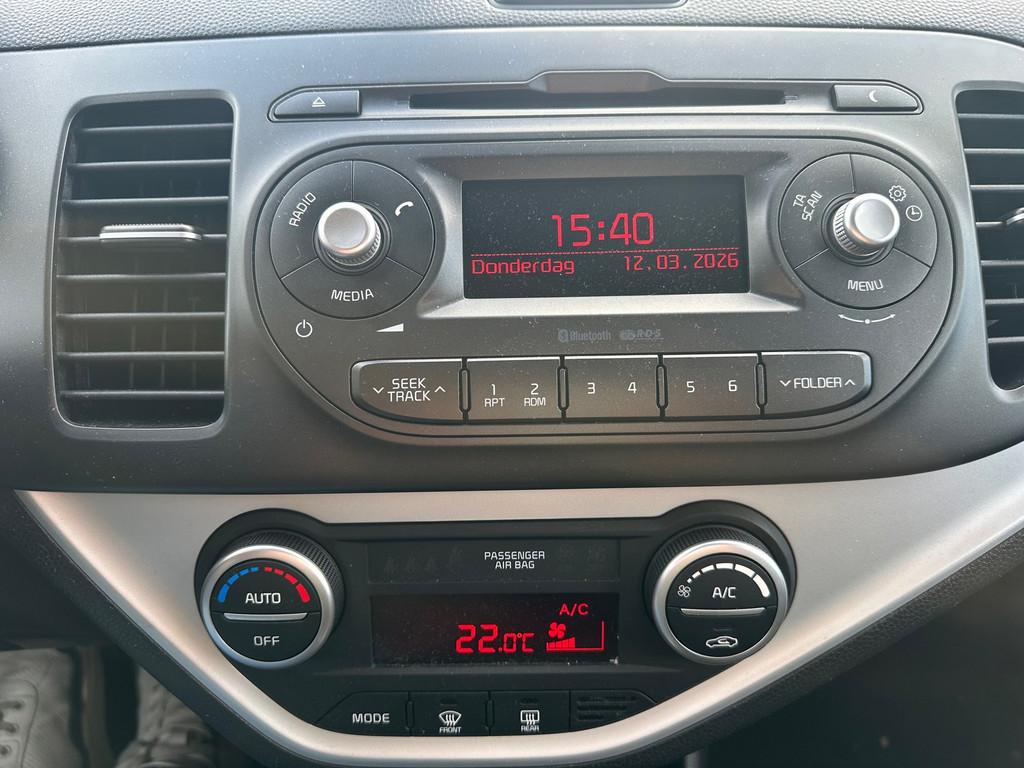 RADIO
MEDIA
15:40
Donderdag 12.03.2026
TA
SCAN
MENU
Bluetooth R·D·S
SEEK
TRACK
1
RPT
2
RDM
3
4
5
6
FOLDER
PASSENGER
AIR BAG
AUTO
OFF
A/C
22.0°C
A/C
MODE
FRONT
REAR